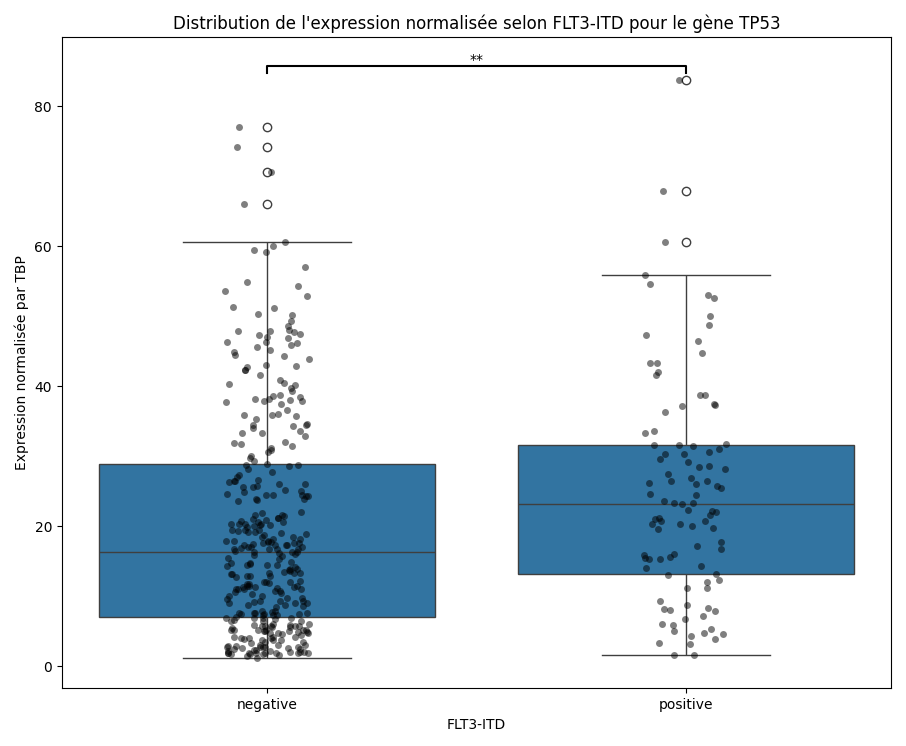 Distribution de l'expression normalisée selon FLT3-ITD pour le gène TP53
**
80
60
40
20
0
Expression normalisée par TBP
negative
positive
FLT3-ITD